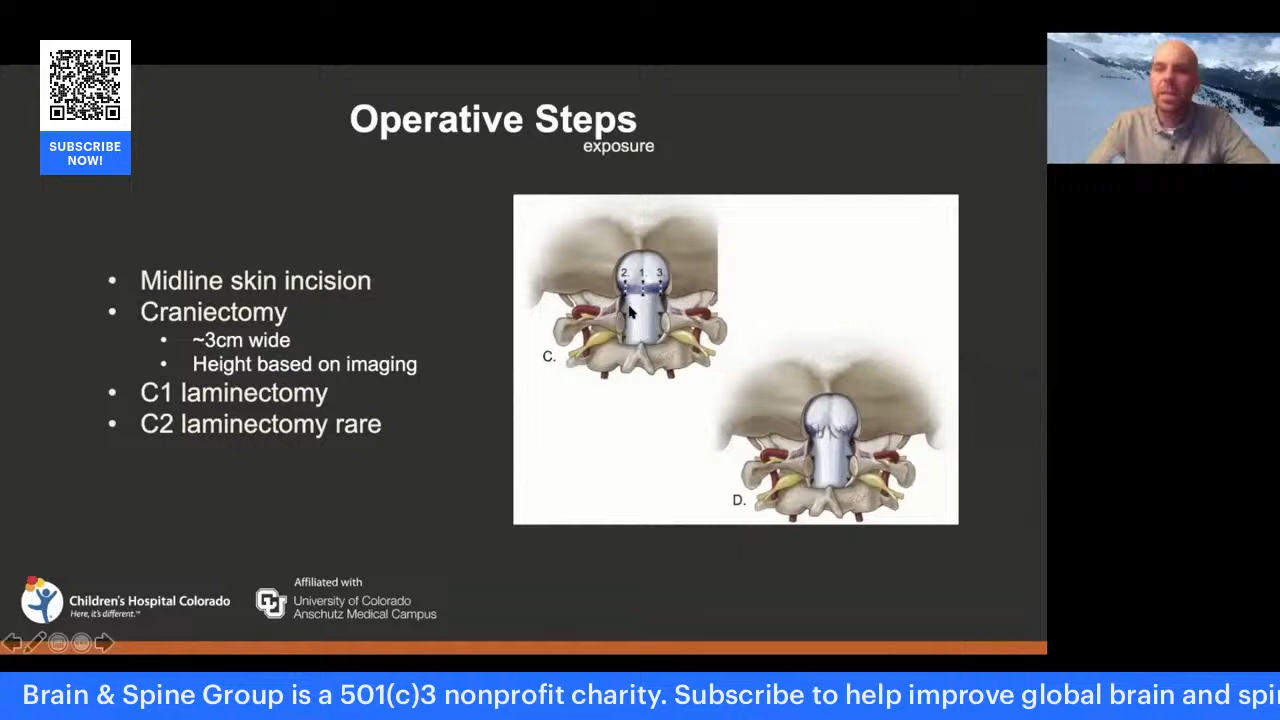 SUBSCRIBE
NOW!
Operative Steps
exposure
• Midline skin incision
• Craniectomy
• ~3cm wide
• Height based on imaging
• C1 laminectomy
• C2 laminectomy rare
2. 1. 3.
C.
D.
Children's Hospital Colorado
Here, it's different.™
Affiliated with
University of Colorado
Anschutz Medical Campus
Brain & Spine Group is a 501(c)3 nonprofit charity. Subscribe to help improve global brain and spi